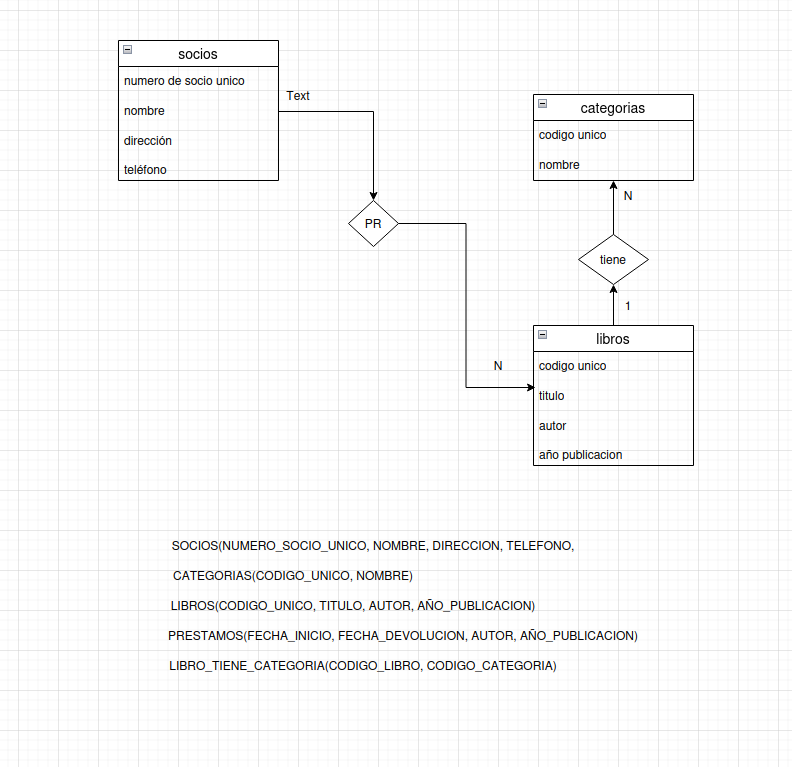 socios
numero de socio unico
nombre
dirección
teléfono
Text
PR
categorias
codigo unico
nombre
N
tiene
1
libros
codigo unico
titulo
autor
año publicacion
N
SOCIOS(NUMERO_SOCIO_UNICO, NOMBRE, DIRECCION, TELEFONO,
CATEGORIAS(CODIGO_UNICO, NOMBRE)
LIBROS(CODIGO_UNICO, TITULO, AUTOR, AÑO_PUBLICACION)
PRESTAMOS(FECHA_INICIO, FECHA_DEVOLUCION, AUTOR, AÑO_PUBLICACION)
LIBRO_TIENE_CATEGORIA(CODIGO_LIBRO, CODIGO_CATEGORIA)